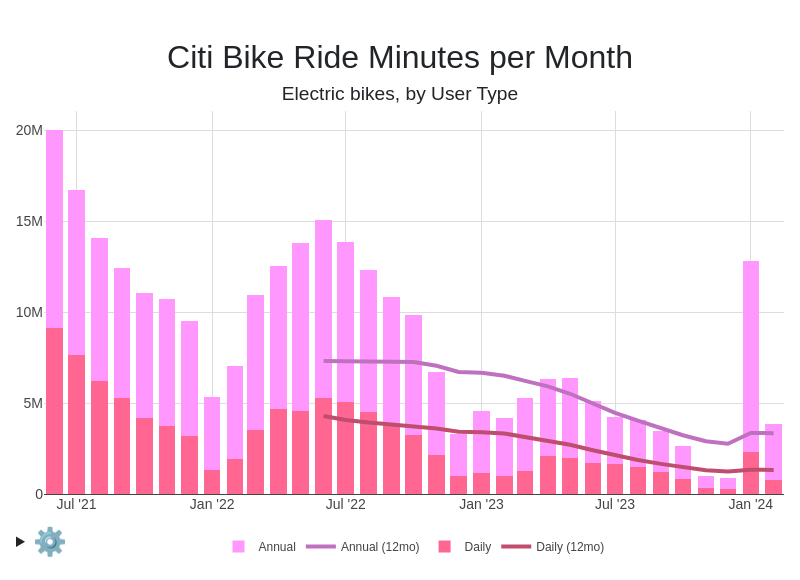 Citi Bike Ride Minutes per Month
Electric bikes, by User Type
20M
15M
10M
5M
0
Jul '21 Jan '22 Jul '22 Jan '23 Jul '23 Jan '24
Annual Annual (12mo) Daily Daily (12mo)